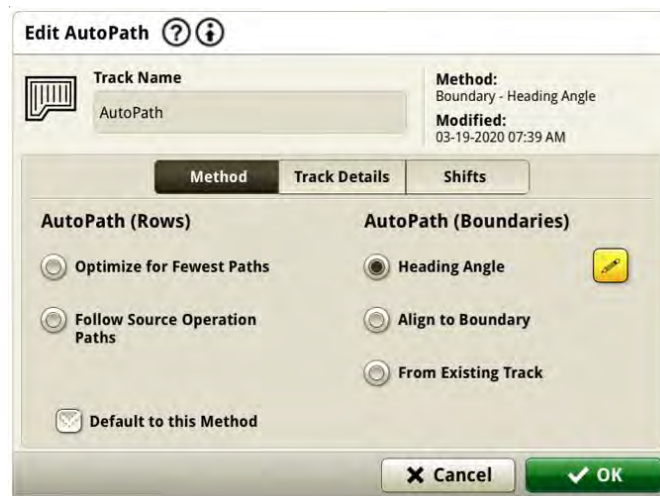 Edit AutoPath ?
Track Name
AutoPath
Method:
Boundary - Heading Angle
Modified:
03-19-2020 07:39 AM
Method
Track Details
Shifts
AutoPath (Rows)
Optimize for Fewest Paths
Follow Source Operation
Paths
Default to this Method
AutoPath (Boundaries)
Heading Angle
Align to Boundary
From Existing Track
Cancel
OK